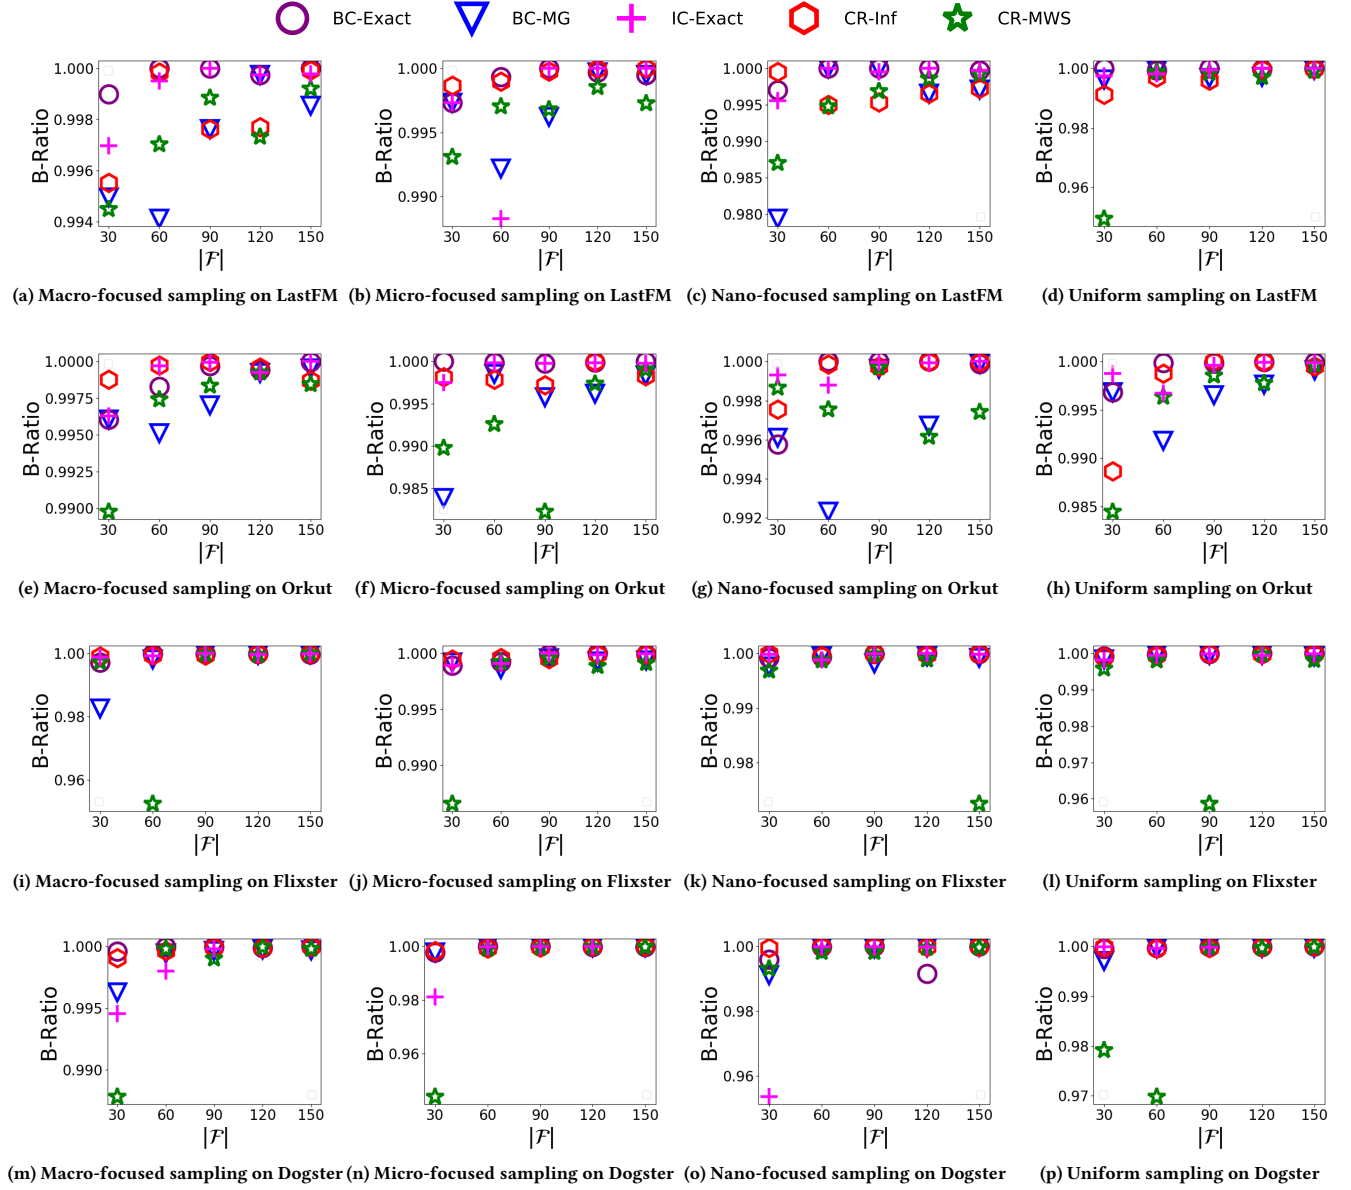 BC-Exact BC-MG IC-Exact CR-Inf CR-MWS
B-Ratio
1.000
0.998
0.996
0.994
30 60 90 120 150
|ℱ|
(a) Macro-focused sampling on LastFM
B-Ratio
1.000
0.995
0.990
30 60 90 120 150
|ℱ|
(b) Micro-focused sampling on LastFM
B-Ratio
1.000
0.995
0.990
0.985
0.980
30 60 90 120 150
|ℱ|
(c) Nano-focused sampling on LastFM
B-Ratio
1.00
0.98
0.96
30 60 90 120 150
|ℱ|
(d) Uniform sampling on LastFM
B-Ratio
1.0000
0.9975
0.9950
0.9925
0.9900
30 60 90 120 150
|ℱ|
(e) Macro-focused sampling on Orkut
B-Ratio
1.000
0.995
0.990
0.985
30 60 90 120 150
|ℱ|
(f) Micro-focused sampling on Orkut
B-Ratio
1.000
0.998
0.996
0.994
0.992
30 60 90 120 150
|ℱ|
(g) Nano-focused sampling on Orkut
B-Ratio
1.000
0.995
0.990
0.985
30 60 90 120 150
|ℱ|
(h) Uniform sampling on Orkut
B-Ratio
1.00
0.98
0.96
30 60 90 120 150
|ℱ|
(i) Macro-focused sampling on Flixster
B-Ratio
1.000
0.995
0.990
30 60 90 120 150
|ℱ|
(j) Micro-focused sampling on Flixster
B-Ratio
1.00
0.99
0.98
30 60 90 120 150
|ℱ|
(k) Nano-focused sampling on Flixster
B-Ratio
1.00
0.99
0.98
0.97
0.96
30 60 90 120 150
|ℱ|
(l) Uniform sampling on Flixster
B-Ratio
1.000
0.995
0.990
30 60 90 120 150
|ℱ|
(m) Macro-focused sampling on Dogster
B-Ratio
1.00
0.98
0.96
30 60 90 120 150
|ℱ|
(n) Micro-focused sampling on Dogster
B-Ratio
1.00
0.98
0.96
30 60 90 120 150
|ℱ|
(o) Nano-focused sampling on Dogster
B-Ratio
1.00
0.99
0.98
0.97
30 60 90 120 150
|ℱ|
(p) Uniform sampling on Dogster